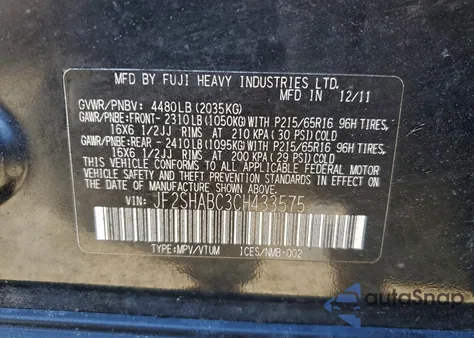 MFD BY FUJI HEAVY INDUSTRIES LTD.
IN 12/11
GVWR/PNBV: 4480LB (2035KG)
GAWR/PNBE: FRONT- 2310LB (1050KG) WITH P215/65R16 96H TIRES,
16X6 1/2JJ RIMS AT 210 KPA (30 PSI) COLD
GAWR/PNBE: REAR - 2410LB (1095KG) WITH P215/65R16 96H TIRES,
16X6 1/2JJ RIMS AT 200 KPA (29 PSI) COLD
THIS VEHICLE CONFORMS TO ALL APPLICABLE FEDERAL MOTOR
VEHICLE SAFETY AND THEFT PREVENTION STANDARDS IN EFFECT
ON THE DATE OF MANUFACTURE SHOWN ABOVE.
VIN: JF2SHABC3CH433575
TYPE: MPV/VTUM ICES/NMB-002
autoSnap